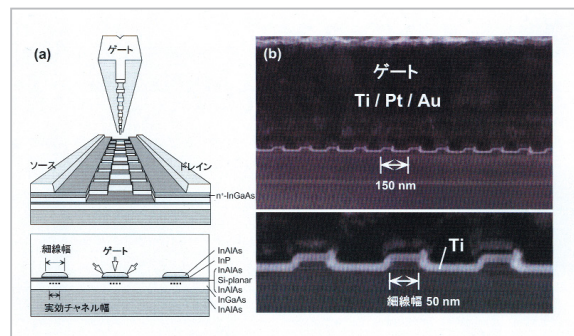 (a)
ゲート
ソース
ドレイン
n⁺-InGaAs
細線幅
ゲート
InAlAs
InP
InAlAs
Si-planar
InAlAs
InGaAs
InAlAs
実効チャネル幅
(b)
ゲート
Ti / Pt / Au
150 nm
Ti
細線幅 50 nm